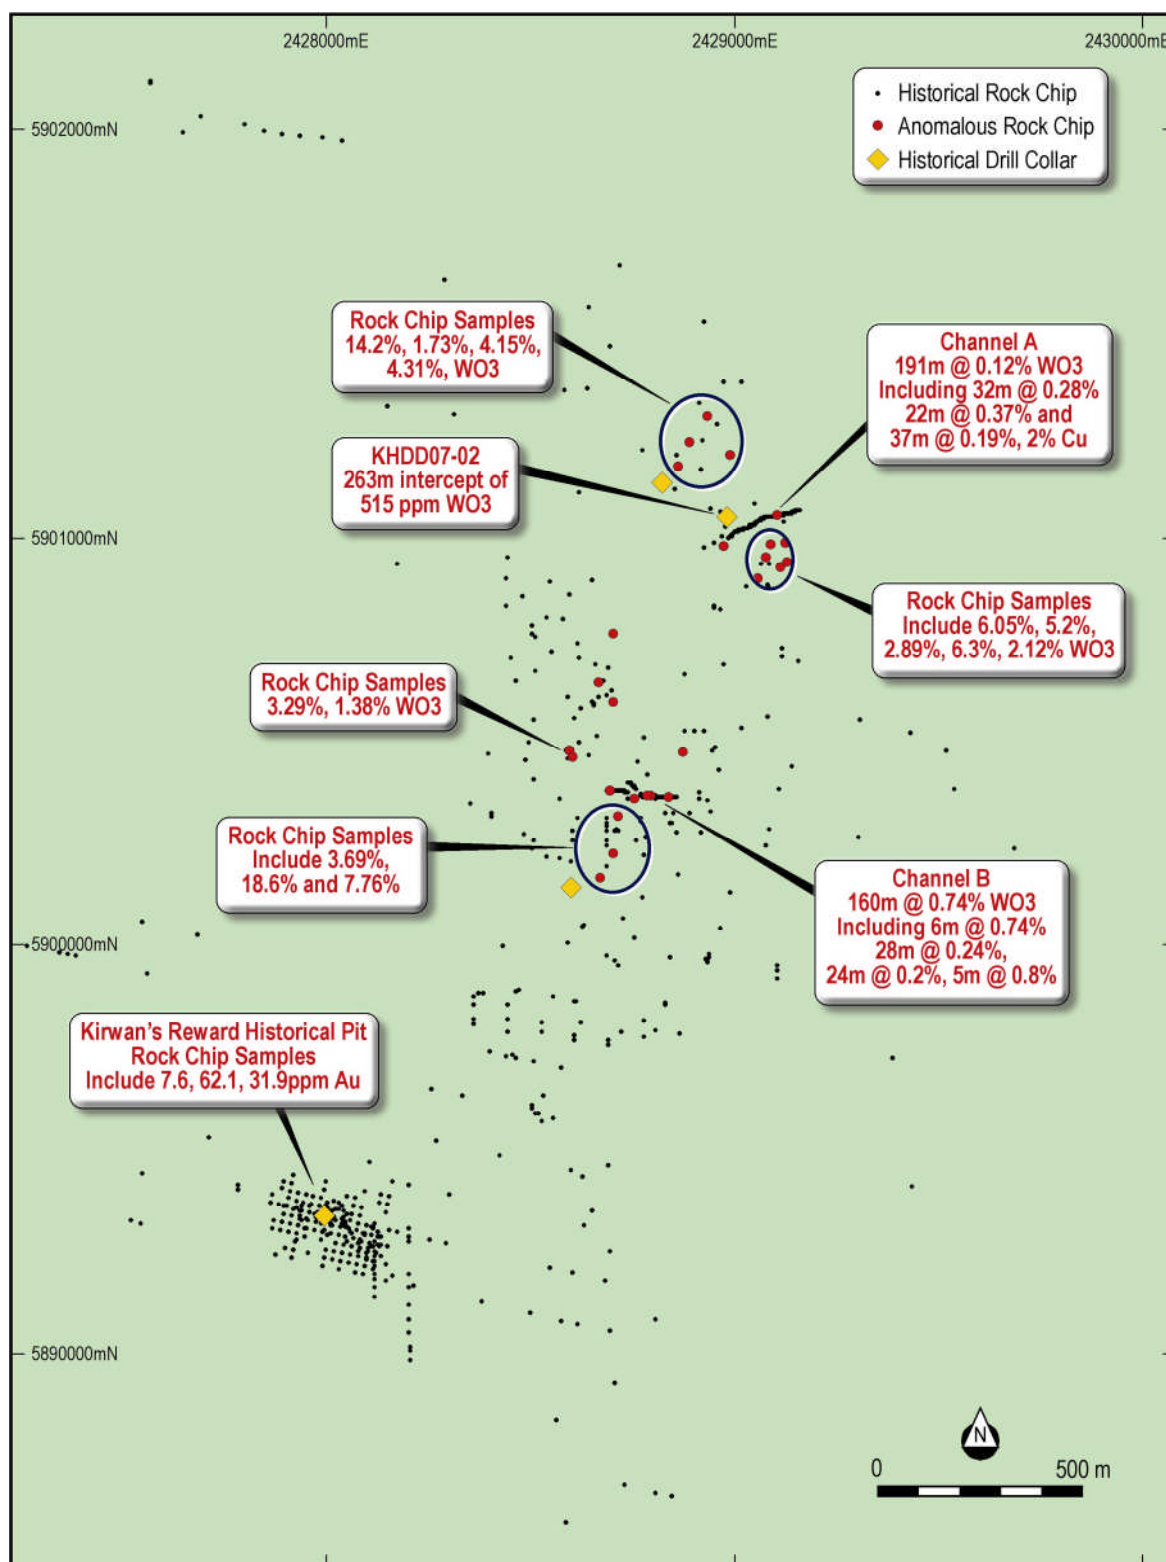 2428000mE
2429000mE
2430000mE
5902000mN
Historical Rock Chip
Anomalous Rock Chip
Historical Drill Collar
Rock Chip Samples
14.2%, 1.73%, 4.15%,
4.31%, WO3
Channel A
191m @ 0.12% WO3
Including 32m @ 0.28%
22m @ 0.37% and
37m @ 0.19%, 2% Cu
KHDD07-02
263m intercept of
515 ppm WO3
5901000mN
Rock Chip Samples
Include 6.05%, 5.2%,
2.89%, 6.3%, 2.12% WO3
Rock Chip Samples
3.29%, 1.38% WO3
Rock Chip Samples
Include 3.69%,
18.6% and 7.76%
Channel B
160m @ 0.74% WO3
Including 6m @ 0.74%
28m @ 0.24%,
24m @ 0.2%, 5m @ 0.8%
5900000mN
Kirwan's Reward Historical Pit
Rock Chip Samples
Include 7.6, 62.1, 31.9ppm Au
5890000mN
N
0
500 m